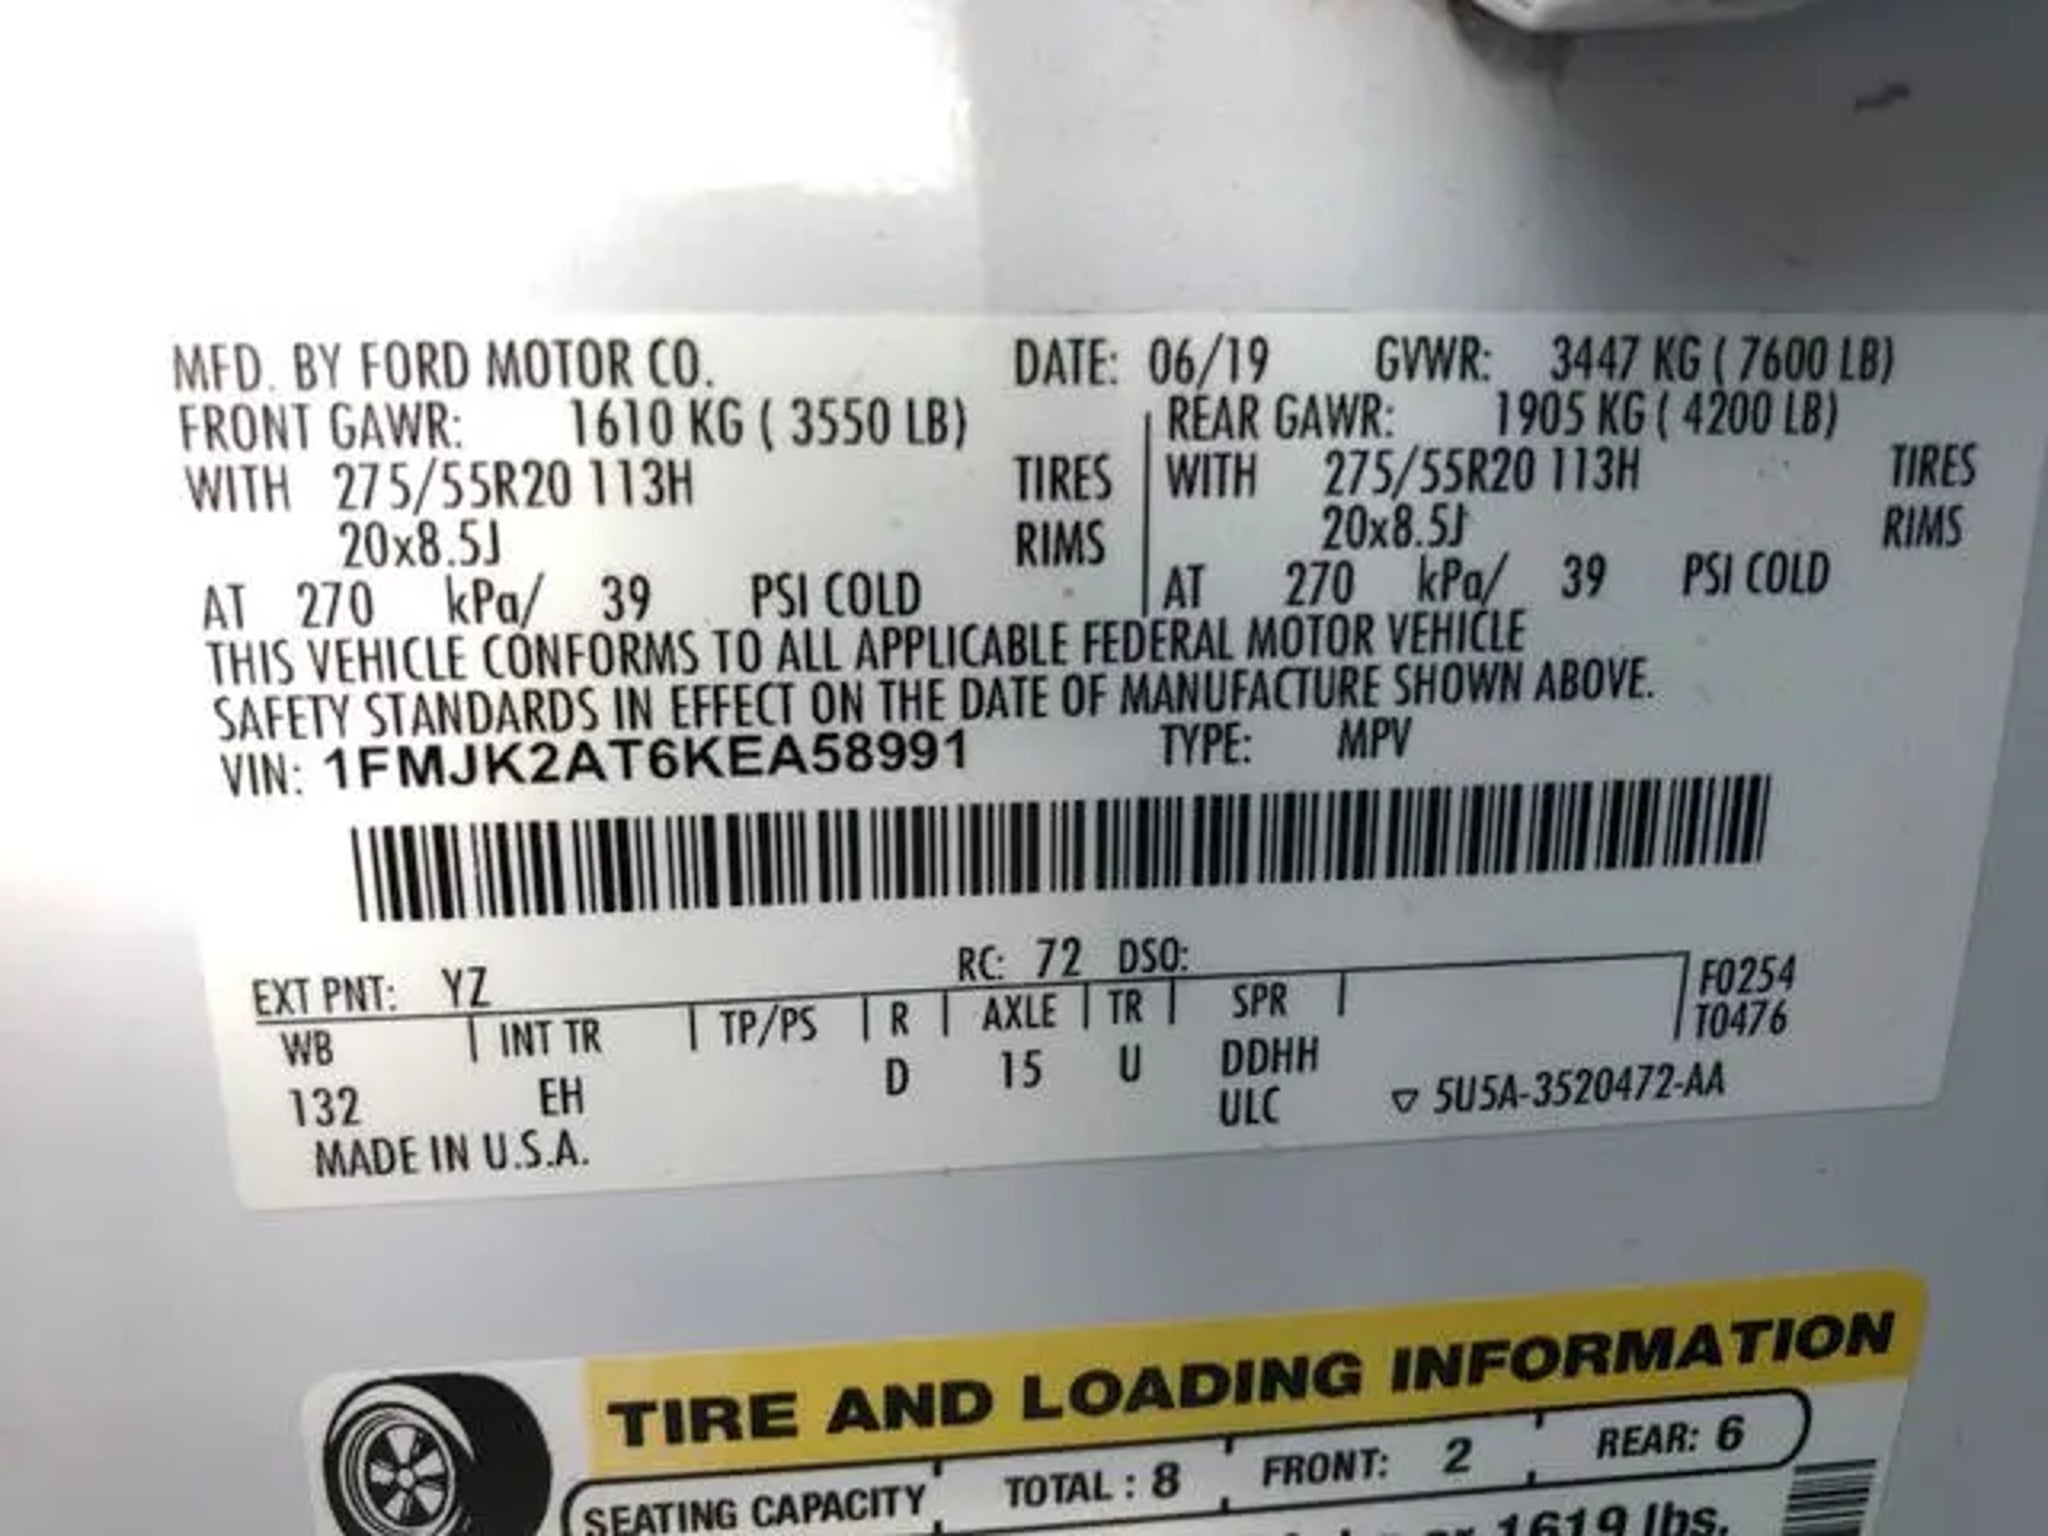 MFD. BY FORD MOTOR CO. DATE: 06/19 GVWR: 3447 KG ( 7600 LB)
FRONT GAWR: 1610 KG ( 3550 LB) REAR GAWR: 1905 KG ( 4200 LB)
WITH 275/55R20 113H TIRES WITH 275/55R20 113H TIRES
20x8.5J RIMS 20x8.5J RIMS
AT 270 kPa/ 39 PSI COLD AT 270 kPa/ 39 PSI COLD
THIS VEHICLE CONFORMS TO ALL APPLICABLE FEDERAL MOTOR VEHICLE
SAFETY STANDARDS IN EFFECT ON THE DATE OF MANUFACTURE SHOWN ABOVE.
VIN: 1FMJK2AT6KEA58991 TYPE: MPV
EXT PNT: YZ RC: 72 DSO: F0254
WB INT TR TP/PS R AXLE TR SPR T0476
132 EH D 15 U DDHH
ULC ▽ 5U5A-3520472-AA
MADE IN U.S.A.
TIRE AND LOADING INFORMATION
SEATING CAPACITY TOTAL : 8 FRONT: 2 REAR: 6
or 1619 lbs.